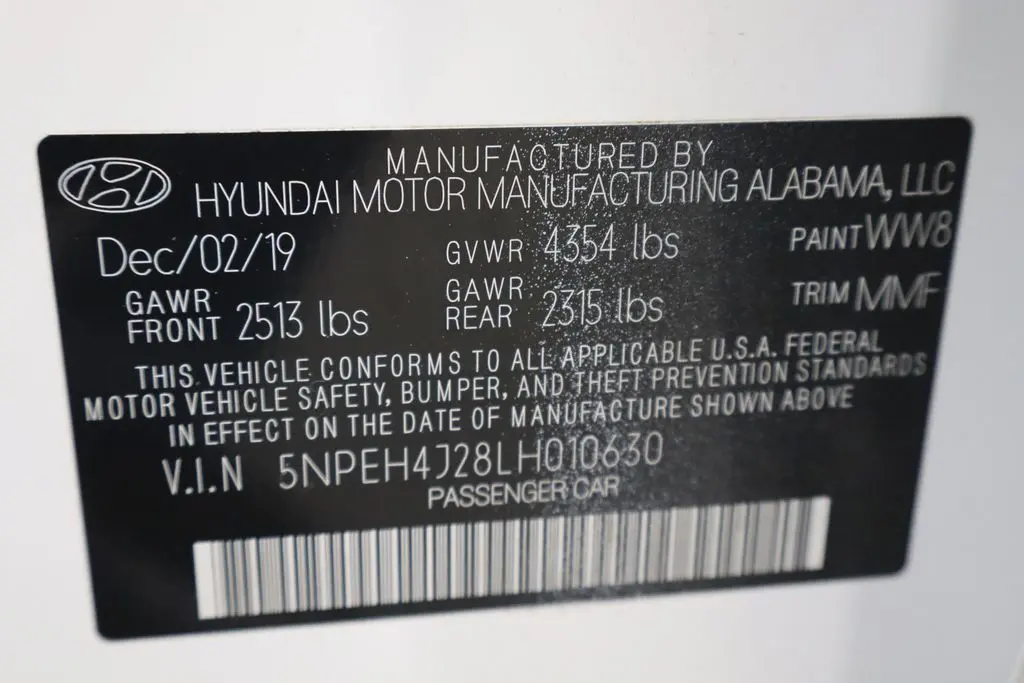 MANUFACTURED BY
HYUNDAI MOTOR MANUFACTURING ALABAMA, LLC
Dec/02/19 GVWR 4354 lbs PAINT WW8
GAWR FRONT 2513 lbs GAWR REAR 2315 lbs TRIM MMF
THIS VEHICLE CONFORMS TO ALL APPLICABLE U.S.A. FEDERAL
MOTOR VEHICLE SAFETY, BUMPER, AND THEFT PREVENTION STANDARDS
IN EFFECT ON THE DATE OF MANUFACTURE SHOWN ABOVE
V.I.N 5NPEH4J28LH010630
PASSENGER CAR